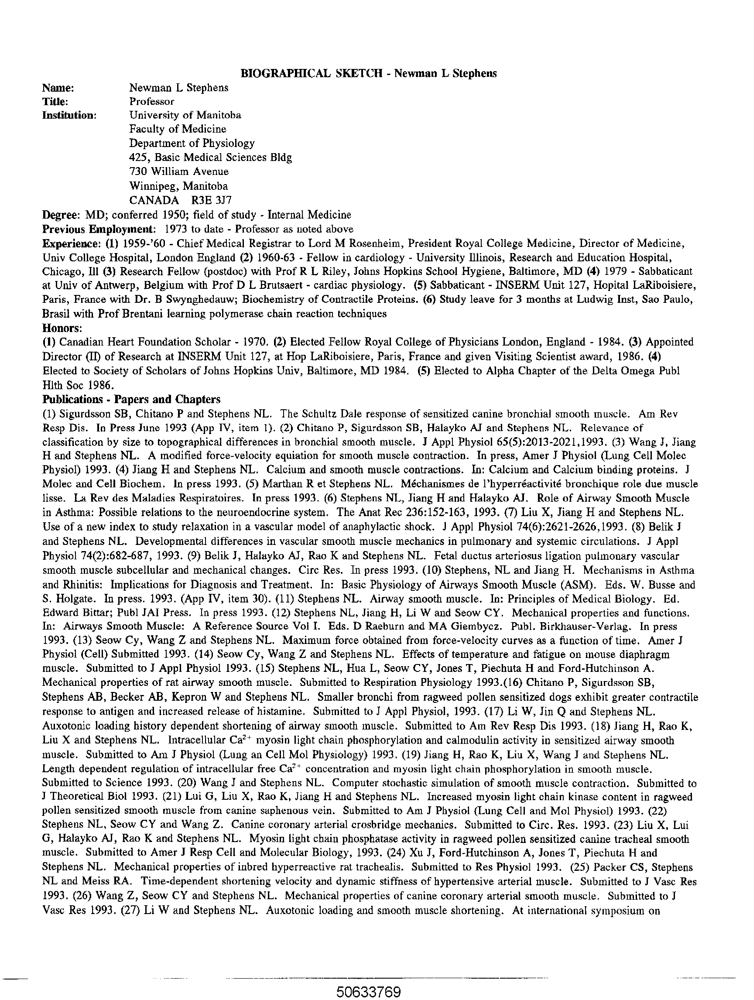 BIOGRAPHICAL SKETCH - Newman L Stephens
Name: Newman L Stephens
Title: Professor
Institution: University of Manitoba
Faculty of Medicine
Department of Physiology
425, Basic Medical Sciences Bldg
730 William Avenue
Winnipeg, Manitoba
CANADA R3E 3J7
Degree: MD; conferred 1950; field of study - Internal Medicine
Previous Employment: 1973 to date - Professor as noted above
Experience: (1) 1959-'60 - Chief Medical Registrar to Lord M Rosenheim, President Royal College Medicine, Director of Medicine,
Univ College Hospital, London England (2) 1960-63 - Fellow in cardiology - University Illinois, Research and Education Hospital,
Chicago, Ill (3) Research Fellow (postdoc) with Prof R L Riley, Johns Hopkins School Hygiene, Baltimore, MD (4) 1979 - Sabbaticant
at Univ of Antwerp, Belgium with Prof D L Brutsaert - cardiac physiology. (5) Sabbaticant - INSERM Unit 127, Hopital LaRiboisiere,
Paris, France with Dr. B Swynghedauw; Biochemistry of Contractile Proteins. (6) Study leave for 3 months at Ludwig Inst, Sao Paulo,
Brasil with Prof Brentani learning polymerase chain reaction techniques
Honors:
(1) Canadian Heart Foundation Scholar - 1970. (2) Elected Fellow Royal College of Physicians London, England - 1984. (3) Appointed
Director (II) of Research at INSERM Unit 127, at Hop LaRiboisiere, Paris, France and given Visiting Scientist award, 1986. (4)
Elected to Society of Scholars of Johns Hopkins Univ, Baltimore, MD 1984. (5) Elected to Alpha Chapter of the Delta Omega Publ
Hlth Soc 1986.
Publications - Papers and Chapters
(1) Sigurdsson SB, Chitano P and Stephens NL. The Schultz Dale response of sensitized canine bronchial smooth muscle. Am Rev
Resp Dis. In Press June 1993 (App IV, item 1). (2) Chitano P, Sigurdsson SB, Halayko AJ and Stephens NL. Relevance of
classification by size to topographical differences in bronchial smooth muscle. J Appl Physiol 65(5):2013-2021,1993. (3) Wang J, Jiang
H and Stephens NL. A modified force-velocity equation for smooth muscle contraction. In press, Amer J Physiol (Lung Cell Molec
Physiol) 1993. (4) Jiang H and Stephens NL. Calcium and smooth muscle contractions. In: Calcium and Calcium binding proteins. J
Molec and Cell Biochem. In press 1993. (5) Marthan R et Stephens NL. Méchanismes de l'hyperréactivité bronchique role due muscle
lisse. La Rev des Maladies Respiratoires. In press 1993. (6) Stephens NL, Jiang H and Halayko AJ. Role of Airway Smooth Muscle
in Asthma: Possible relations to the neuroendocrine system. The Anat Rec 236:152-163, 1993. (7) Liu X, Jiang H and Stephens NL.
Use of a new index to study relaxation in a vascular model of anaphylactic shock. J Appl Physiol 74(6):2621-2626,1993. (8) Belik J
and Stephens NL. Developmental differences in vascular smooth muscle mechanics in pulmonary and systemic circulations. J Appl
Physiol 74(2):682-687, 1993. (9) Belik J, Halayko AJ, Rao K and Stephens NL. Fetal ductus arteriosus ligation pulmonary vascular
smooth muscle subcellular and mechanical changes. Circ Res. In press 1993. (10) Stephens, NL and Jiang H. Mechanisms in Asthma
and Rhinitis: Implications for Diagnosis and Treatment. In: Basic Physiology of Airways Smooth Muscle (ASM). Eds. W. Busse and
S. Holgate. In press. 1993. (App IV, item 30). (11) Stephens NL. Airway smooth muscle. In: Principles of Medical Biology. Ed.
Edward Bittar; Publ JAI Press. In press 1993. (12) Stephens NL, Jiang H, Li W and Seow CY. Mechanical properties and functions.
In: Airways Smooth Muscle: A Reference Source Vol I. Eds. D Raeburn and MA Giembycz. Publ. Birkhauser-Verlag. In press
1993. (13) Seow Cy, Wang Z and Stephens NL. Maximum force obtained from force-velocity curves as a function of time. Amer J
Physiol (Cell) Submitted 1993. (14) Seow Cy, Wang Z and Stephens NL. Effects of temperature and fatigue on mouse diaphragm
muscle. Submitted to J Appl Physiol 1993. (15) Stephens NL, Hua L, Seow CY, Jones T, Piechuta H and Ford-Hutchinson A.
Mechanical properties of rat airway smooth muscle. Submitted to Respiration Physiology 1993.(16) Chitano P, Sigurdsson SB,
Stephens AB, Becker AB, Kepron W and Stephens NL. Smaller bronchi from ragweed pollen sensitized dogs exhibit greater contractile
response to antigen and increased release of histamine. Submitted to J Appl Physiol, 1993. (17) Li W, Jin Q and Stephens NL.
Auxotonic loading history dependent shortening of airway smooth muscle. Submitted to Am Rev Resp Dis 1993. (18) Jiang H, Rao K,
Liu X and Stephens NL. Intracellular Ca²⁺ myosin light chain phosphorylation and calmodulin activity in sensitized airway smooth
muscle. Submitted to Am J Physiol (Lung an Cell Mol Physiology) 1993. (19) Jiang H, Rao K, Liu X, Wang J and Stephens NL.
Length dependent regulation of intracellular free Ca²⁺ concentration and myosin light chain phosphorylation in smooth muscle.
Submitted to Science 1993. (20) Wang J and Stephens NL. Computer stochastic simulation of smooth muscle contraction. Submitted to
J Theoretical Biol 1993. (21) Lui G, Liu X, Rao K, Jiang H and Stephens NL. Increased myosin light chain kinase content in ragweed
pollen sensitized smooth muscle from canine saphenous vein. Submitted to Am J Physiol (Lung Cell and Mol Physiol) 1993. (22)
Stephens NL, Seow CY and Wang Z. Canine coronary arterial crosbridge mechanics. Submitted to Circ. Res. 1993. (23) Liu X, Lui
G, Halayko AJ, Rao K and Stephens NL. Myosin light chain phosphatase activity in ragweed pollen sensitized canine tracheal smooth
muscle. Submitted to Amer J Resp Cell and Molecular Biology, 1993. (24) Xu J, Ford-Hutchinson A, Jones T, Piechuta H and
Stephens NL. Mechanical properties of inbred hyperreactive rat trachealis. Submitted to Res Physiol 1993. (25) Packer CS, Stephens
NL and Meiss RA. Time-dependent shortening velocity and dynamic stiffness of hypertensive arterial muscle. Submitted to J Vasc Res
1993. (26) Wang Z, Seow CY and Stephens NL. Mechanical properties of canine coronary arterial smooth muscle. Submitted to J
Vasc Res 1993. (27) Li W and Stephens NL. Auxotonic loading and smooth muscle shortening. At international symposium on
50633769